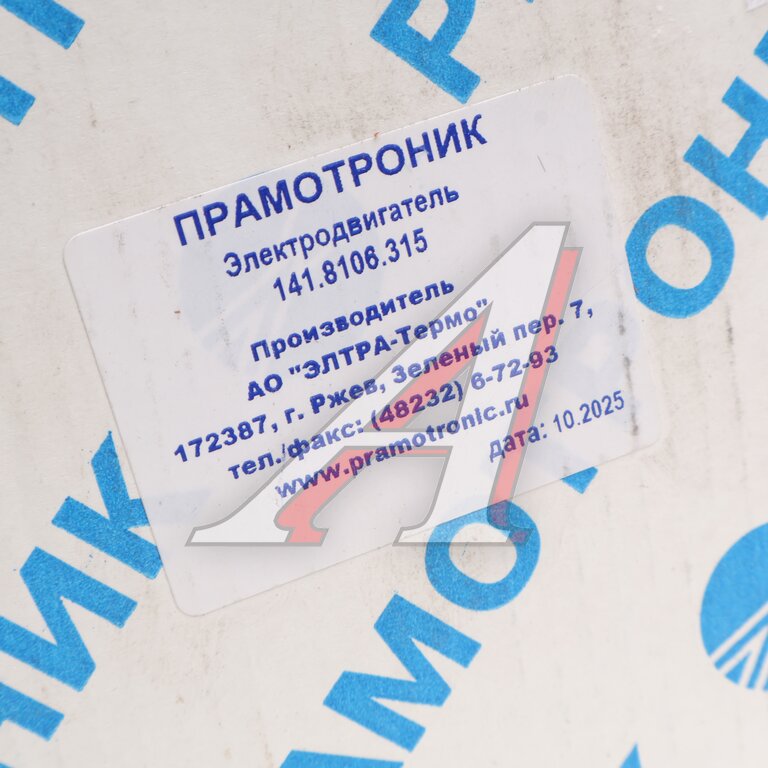 ПРАМОТРОНИК
Электродвигатель
141.8106.315
Производитель
АО "ЭЛТРА-Термо"
172387, г. Ржев, Зеленый пер. 7,
тел./факс: (48232) 6-72-93
www.pramotronic.ru
дата: 10.2025